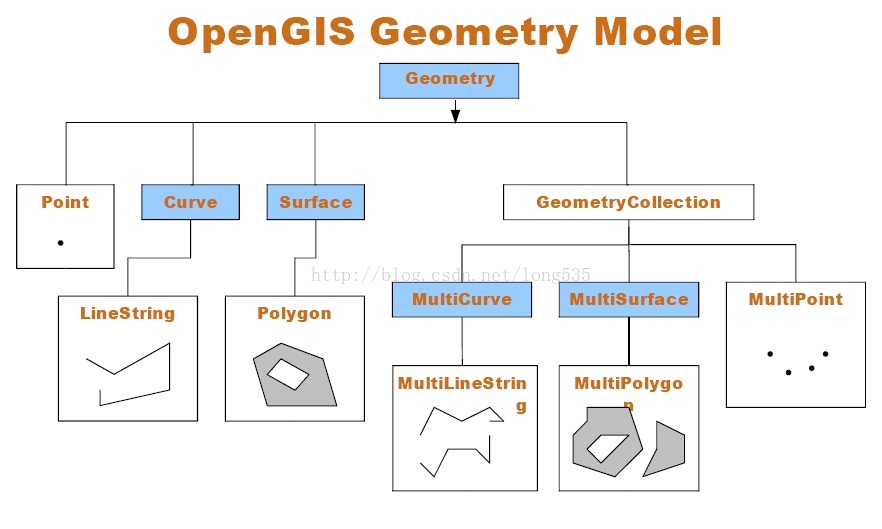 OpenGIS Geometry Model
Geometry
Point
Curve
Surface
GeometryCollection
http://blog.csdn.net/long535
LineString
Polygon
MultiCurve
MultiSurface
MultiPoint
MultiLineStrin
g
MultiPolygo
n